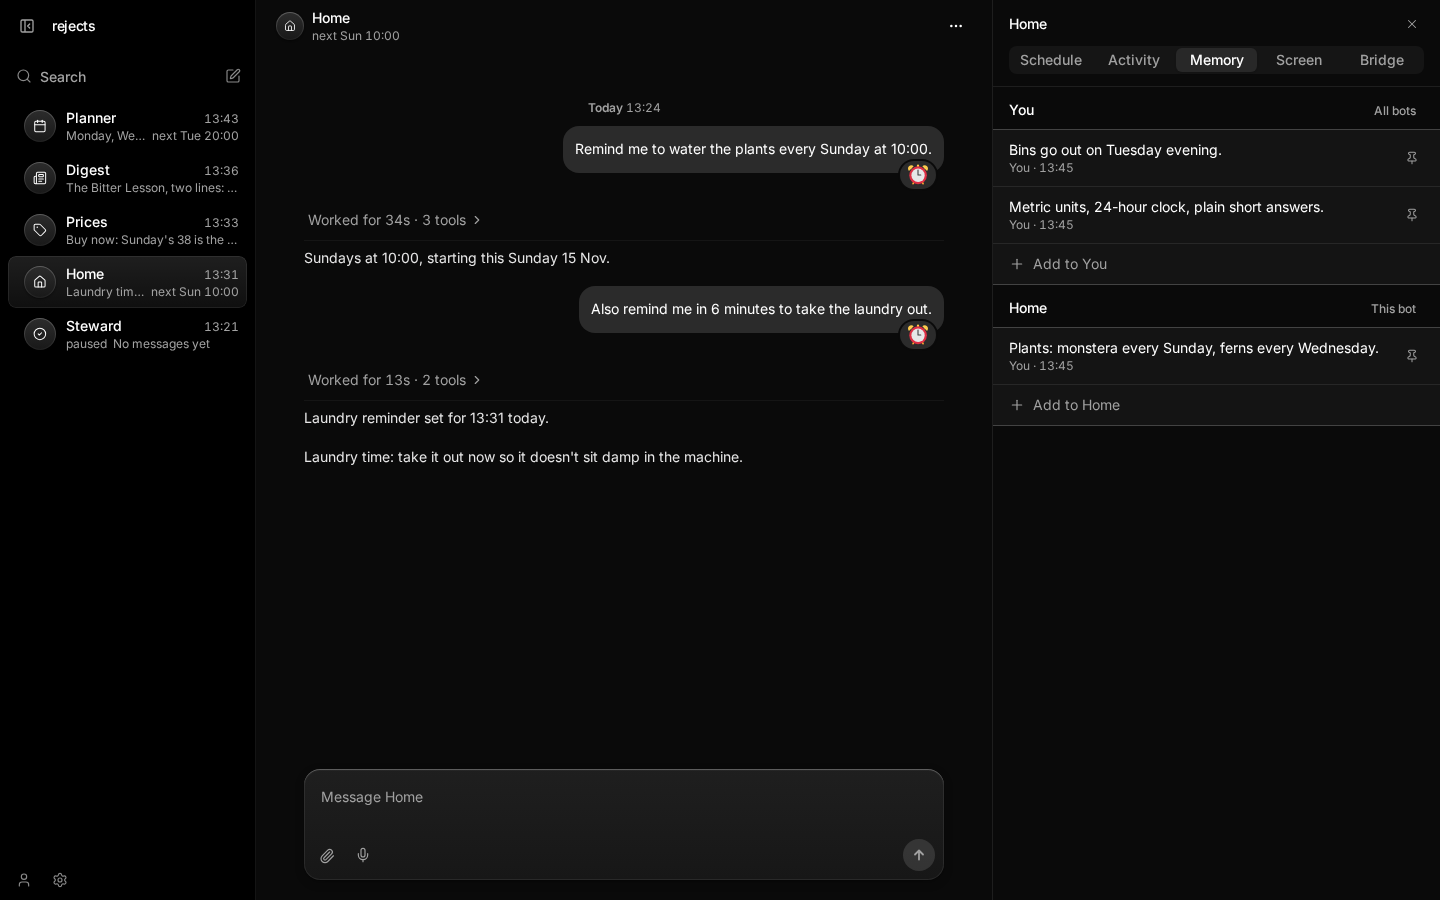 rejects
Search
Planner 13:43
Monday, We... next Tue 20:00
Digest 13:36
The Bitter Lesson, two lines: ...
Prices 13:33
Buy now: Sunday's 38 is the ...
Home 13:31
Laundry tim... next Sun 10:00
Steward 13:21
paused No messages yet
Home
next Sun 10:00
Today 13:24
Remind me to water the plants every Sunday at 10:00.
Worked for 34s · 3 tools
Sundays at 10:00, starting this Sunday 15 Nov.
Also remind me in 6 minutes to take the laundry out.
Worked for 13s · 2 tools
Laundry reminder set for 13:31 today.
Laundry time: take it out now so it doesn't sit damp in the machine.
Message Home
Home
Schedule Activity Memory Screen Bridge
You All bots
Bins go out on Tuesday evening.
You · 13:45
Metric units, 24-hour clock, plain short answers.
You · 13:45
Add to You
Home This bot
Plants: monstera every Sunday, ferns every Wednesday.
You · 13:45
Add to Home